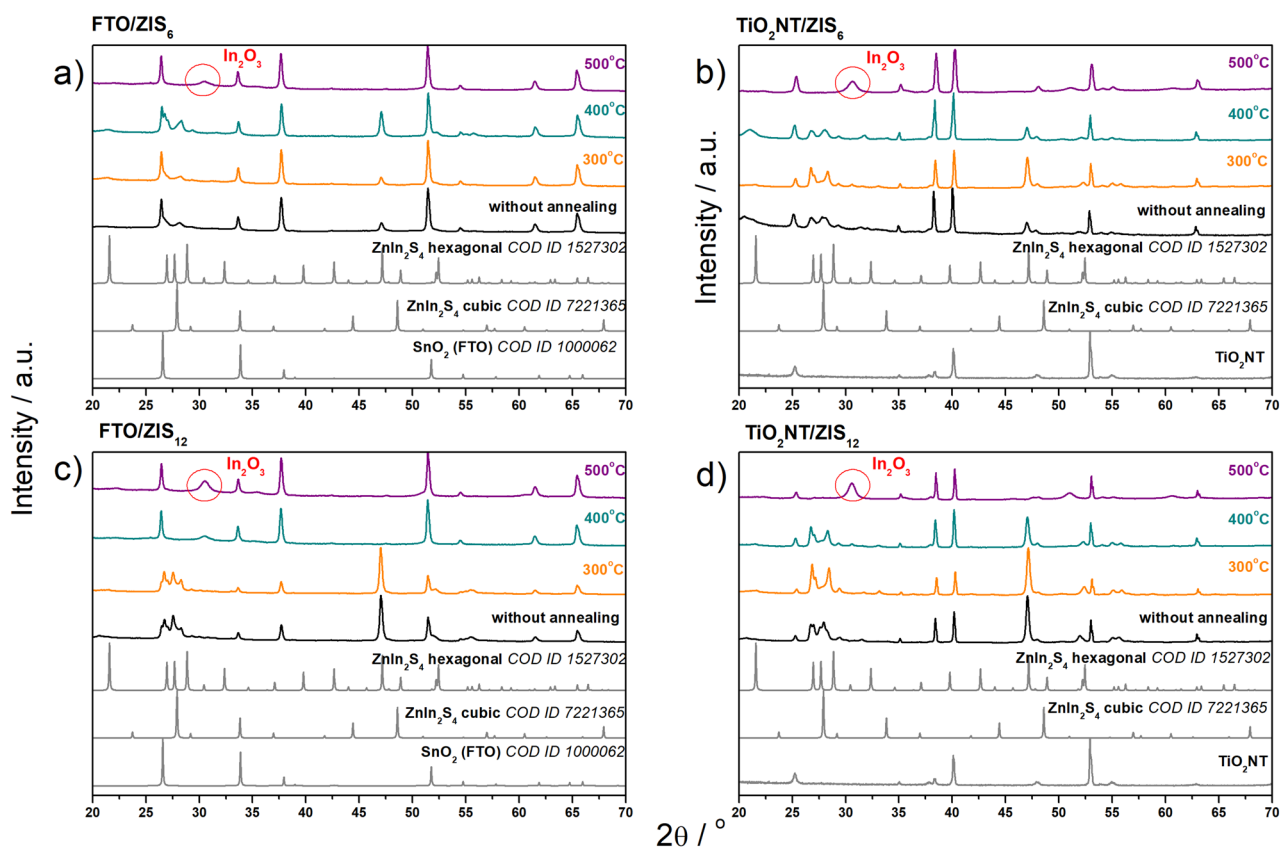 FTO/ZIS₆
a)
In₂O₃
500°C
400°C
300°C
without annealing
ZnIn₂S₄ hexagonal COD ID 1527302
ZnIn₂S₄ cubic COD ID 7221365
SnO₂ (FTO) COD ID 1000062
20 25 30 35 40 45 50 55 60 65 70
TiO₂NT/ZIS₆
b)
In₂O₃
500°C
400°C
300°C
without annealing
ZnIn₂S₄ hexagonal COD ID 1527302
ZnIn₂S₄ cubic COD ID 7221365
TiO₂NT
20 25 30 35 40 45 50 55 60 65 70
Intensity / a.u.
FTO/ZIS₁₂
c)
In₂O₃
500°C
400°C
300°C
without annealing
ZnIn₂S₄ hexagonal COD ID 1527302
ZnIn₂S₄ cubic COD ID 7221365
SnO₂ (FTO) COD ID 1000062
20 25 30 35 40 45 50 55 60 65 70
Intensity / a.u.
TiO₂NT/ZIS₁₂
d)
In₂O₃
500°C
400°C
300°C
without annealing
ZnIn₂S₄ hexagonal COD ID 1527302
ZnIn₂S₄ cubic COD ID 7221365
TiO₂NT
20 25 30 35 40 45 50 55 60 65 70
2θ / °